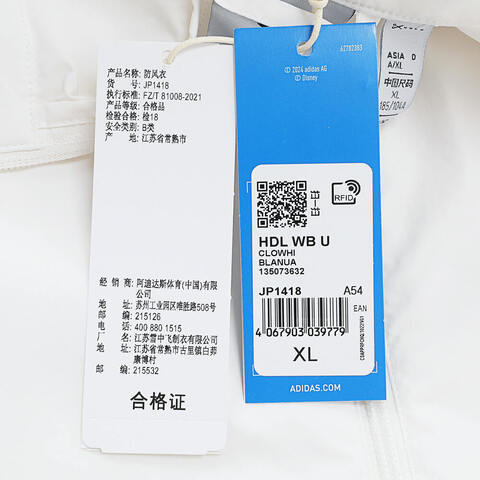 产品名称: 防风衣
货 号: JP1418
执行标准: FZ/T 81008-2021
产品等级: 合格品
检验合格: 检18
安全类别: B类
产 地: 江苏省常熟市
经 销 商: 阿迪达斯体育(中国)有限
公司
地 址: 苏州工业园区唯胜路508号
邮 编: 215126
电 话: 400 880 1515
厂 名: 江苏雪中飞制衣有限公司
厂 址: 江苏省常熟市古里镇白茆
康博村
邮 编: 215532
合格证
62782383
© 2024 adidas AG
© Disney
RFID
HDL WB U
CLOWHI
BLANUA
135073632
JP1418 A54
EAN
4 067903 039779
XL
ADIDAS.COM
ASIA D
A/XL
中国尺码
XL
185/104A